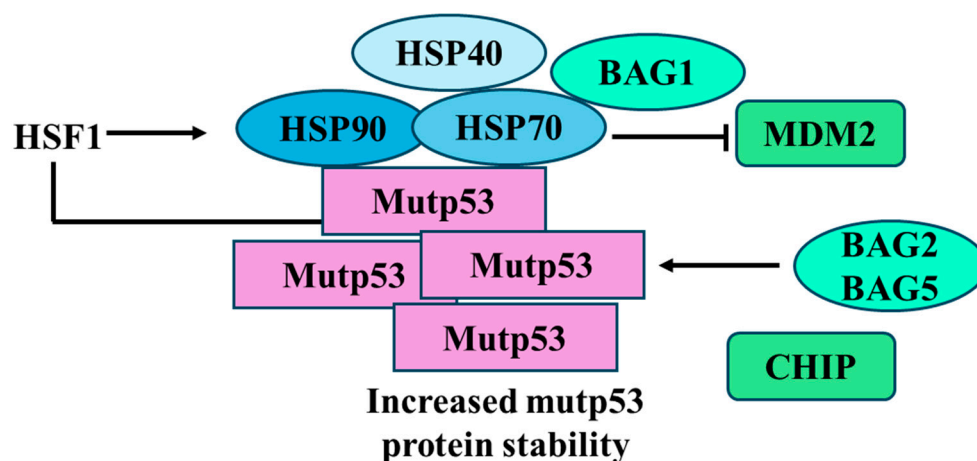 HSP40
BAG1
HSF1
HSP90
HSP70
MDM2
Mutp53
Mutp53
Mutp53
BAG2
BAG5
Mutp53
CHIP
Increased mutp53
protein stability